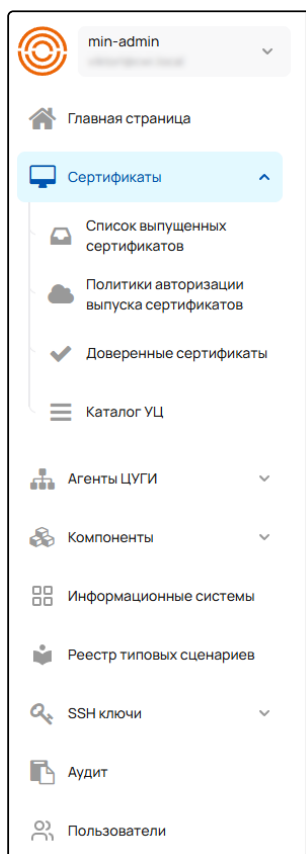 min-admin
Главная страница
Сертификаты
Список выпущенных
сертификатов
Политики авторизации
выпуска сертификатов
Доверенные сертификаты
Каталог УЦ
Агенты ЦУГИ
Компоненты
Информационные системы
Реестр типовых сценариев
SSH ключи
Аудит
Пользователи